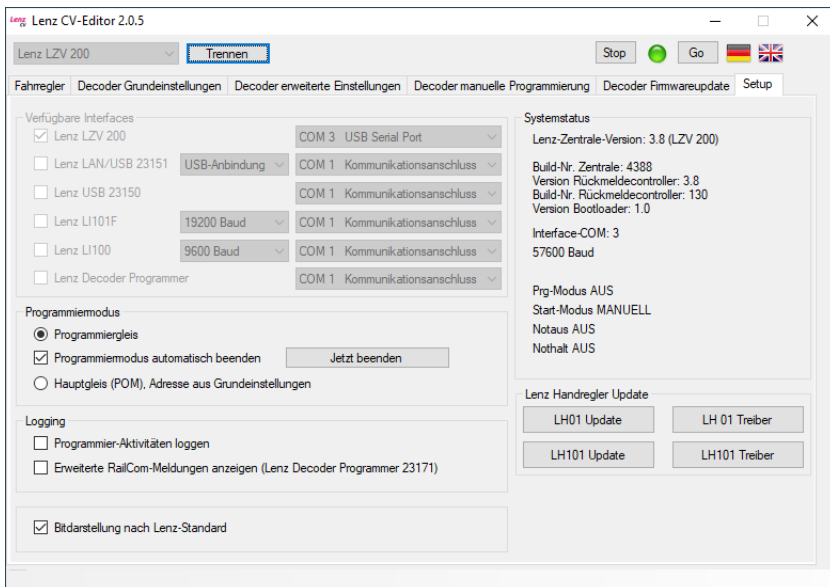 Lenz CV Lenz CV-Editor 2.0.5
Lenz LZV 200 Trennen Stop Go
Fahrregler Decoder Grundeinstellungen Decoder erweiterte Einstellungen Decoder manuelle Programmierung Decoder Firmwareupdate Setup
Verfügbare Interfaces
Lenz LZV 200 COM 3 USB Serial Port
Lenz LAN/USB 23151 USB-Anbindung COM 1 Kommunikationsanschluss
Lenz USB 23150 COM 1 Kommunikationsanschluss
Lenz LI101F 19200 Baud COM 1 Kommunikationsanschluss
Lenz LI100 9600 Baud COM 1 Kommunikationsanschluss
Lenz Decoder Programmer COM 1 Kommunikationsanschluss
Programmiermodus
Programmiergleis
Programmiermodus automatisch beenden Jetzt beenden
Hauptgleis (POM), Adresse aus Grundeinstellungen
Logging
Programmier-Aktivitäten loggen
Erweiterte RailCom-Meldungen anzeigen (Lenz Decoder Programmer 23171)
Bitdarstellung nach Lenz-Standard
Systemstatus
Lenz-Zentrale-Version: 3.8 (LZV 200)
Build-Nr. Zentrale: 4388
Version Rückmeldecontroller: 3.8
Build-Nr. Rückmeldecontroller: 130
Version Bootloader: 1.0
Interface-COM: 3
57600 Baud
Prg-Modus AUS
Start-Modus MANUELL
Notaus AUS
Nothalt AUS
Lenz Handregler Update
LH01 Update LH 01 Treiber
LH101 Update LH101 Treiber